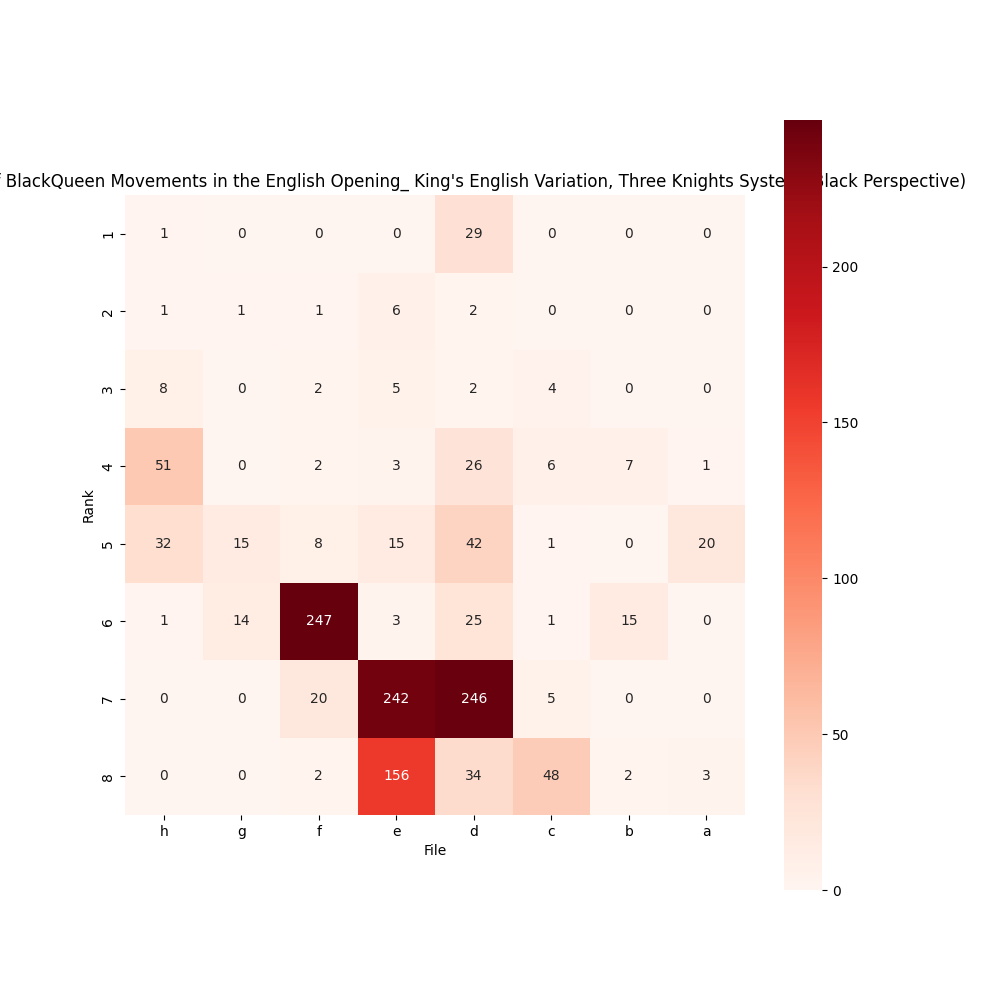 BlackQueen Movements in the English Opening_ King's English Variation, Three Knights Black Perspective)
1 1 0 0 0 29 0 0 0
2 1 1 1 6 2 0 0 0
3 8 0 2 5 2 4 0 0
4 51 0 2 3 26 6 7 1
5 32 15 8 15 42 1 0 20
6 1 14 247 3 25 1 15 0
7 0 0 20 242 246 5 0 0
8 0 0 2 156 34 48 2 3
h g f e d c b a
File
Rank
200
150
100
50
0